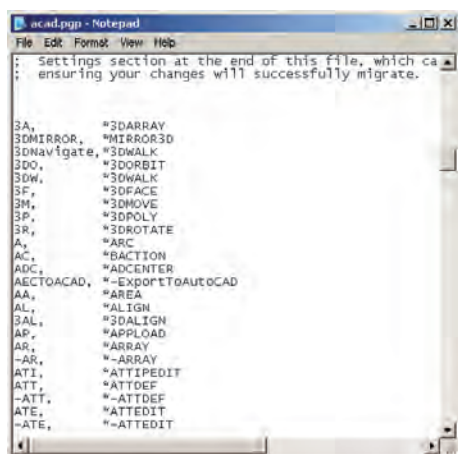 acad.pgp - Notepad
File Edit Format View Help
; Settings section at the end of this file, which ca
; ensuring your changes will successfully migrate.
3A, *3DARRAY
3DMIRROR, *MIRROR3D
3DNavigate, *3DWALK
3DO, *3DORBIT
3DW, *3DWALK
3F, *3DFACE
3M, *3DMOVE
3P, *3DPOLY
3R, *3DROTATE
A, *ARC
AC, *BACTION
ADC, *ADCENTER
AECTOACAD, *-ExportToAutoCAD
AA, *AREA
AL, *ALIGN
3AL, *3DALIGN
AP, *APPLOAD
AR, *ARRAY
-AR, *-ARRAY
ATI, *ATTIPEDIT
ATT, *ATTDEF
-ATT, *-ATTDEF
ATE, *ATTEDIT
-ATE, *-ATTEDIT